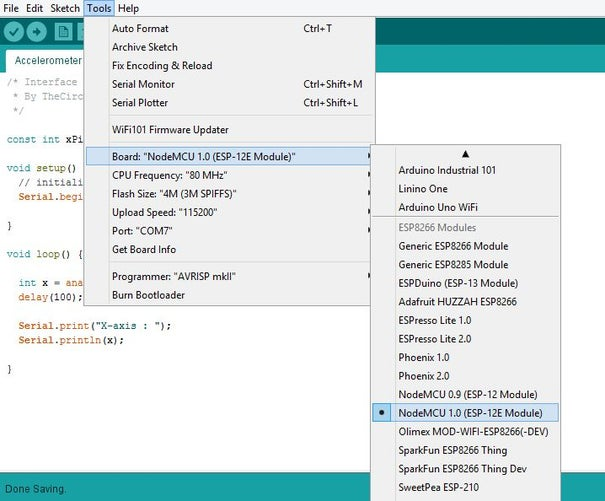 File Edit Sketch Tools Help
Accelerometer
/* Interface
* By TheCirc
*/
const int xPi
void setup()
// initiali
Serial.begi
}
void loop() {
int x = ana
delay(100);
Serial.print("X-axis : ");
Serial.println(x);
}
Auto Format Ctrl+T
Archive Sketch
Fix Encoding & Reload
Serial Monitor Ctrl+Shift+M
Serial Plotter Ctrl+Shift+L
WiFi101 Firmware Updater
Board: "NodeMCU 1.0 (ESP-12E Module)"
CPU Frequency: "80 MHz"
Flash Size: "4M (3M SPIFFS)"
Upload Speed: "115200"
Port: "COM7"
Get Board Info
Programmer: "AVRISP mkII"
Burn Bootloader
Arduino Industrial 101
Linino One
Arduino Uno WiFi
ESP8266 Modules
Generic ESP8266 Module
Generic ESP8285 Module
ESPDuino (ESP-13 Module)
Adafruit HUZZAH ESP8266
ESPresso Lite 1.0
ESPresso Lite 2.0
Phoenix 1.0
Phoenix 2.0
NodeMCU 0.9 (ESP-12 Module)
NodeMCU 1.0 (ESP-12E Module)
Olimex MOD-WIFI-ESP8266(-DEV)
SparkFun ESP8266 Thing
SparkFun ESP8266 Thing Dev
SweetPea ESP-210
Done Saving.